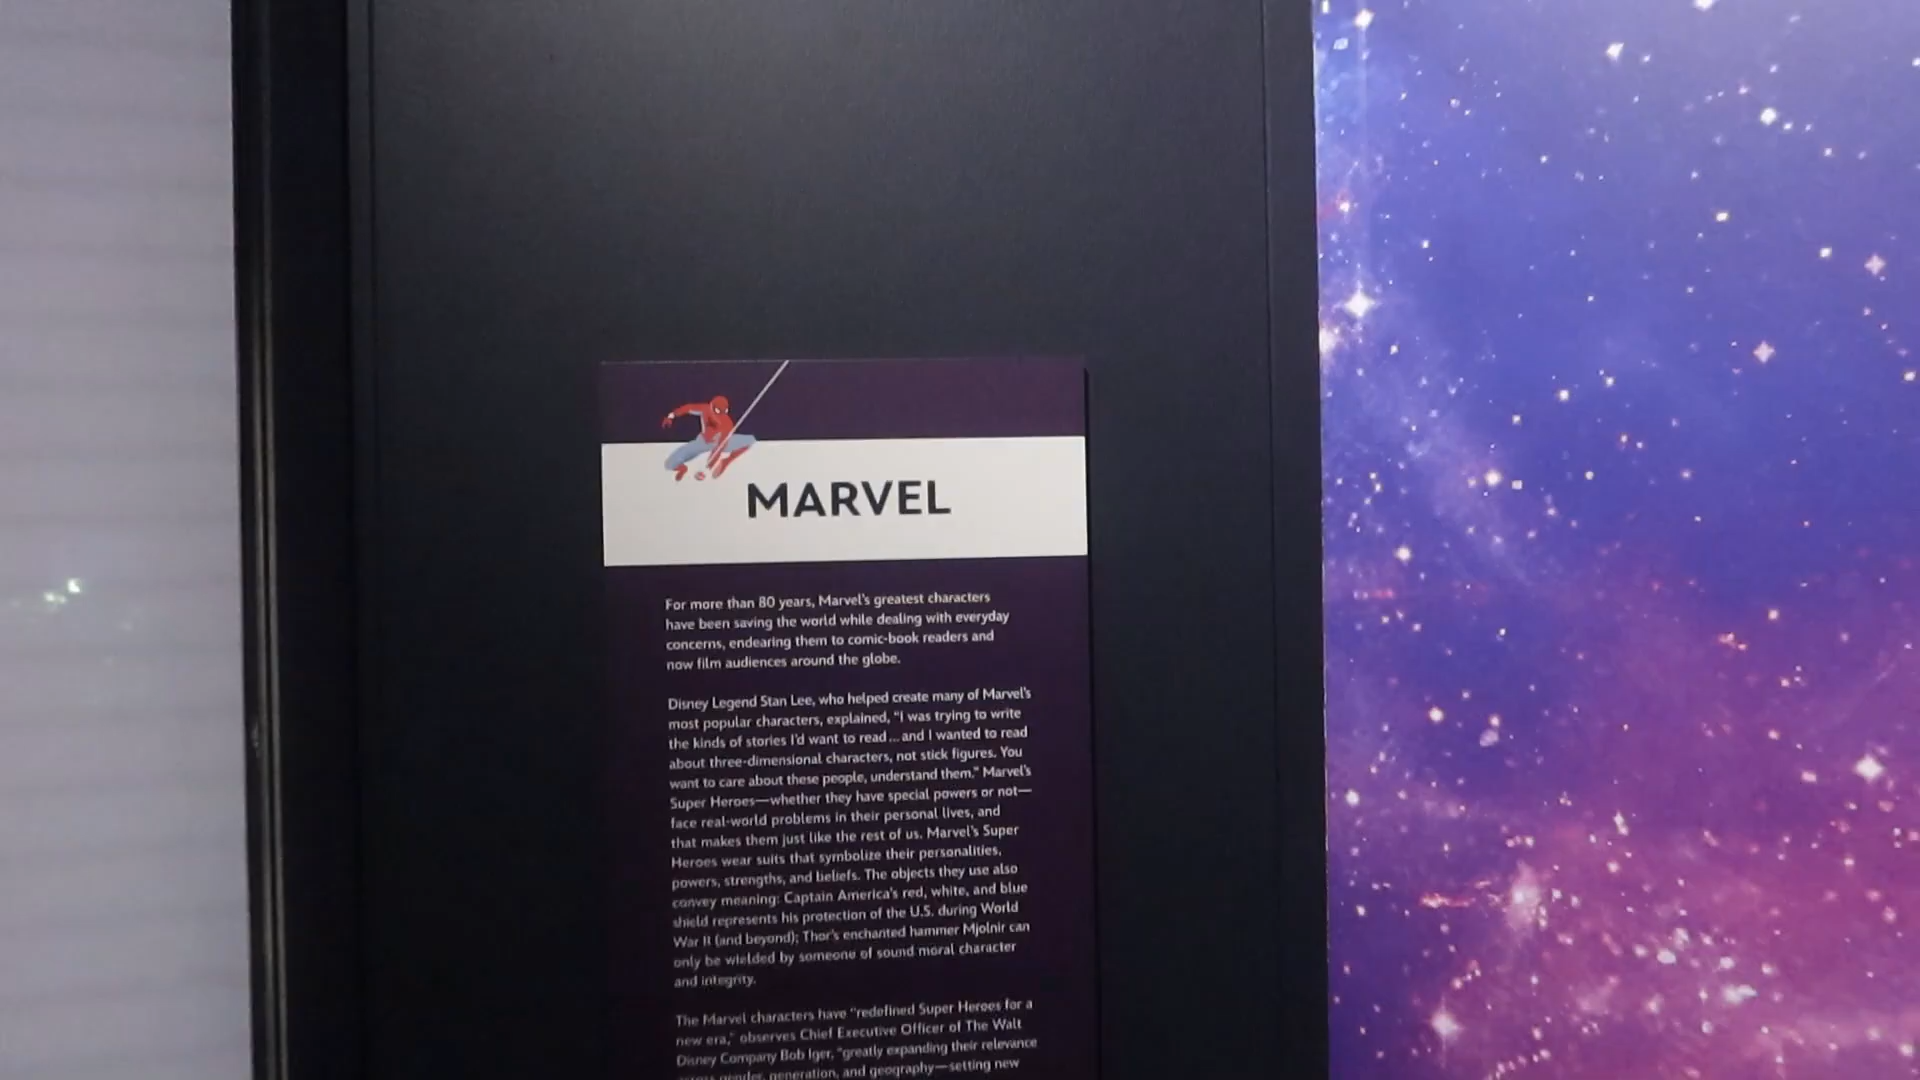 MARVEL
For more than 80 years, Marvel's greatest characters
have been saving the world while dealing with everyday
concerns, endearing them to comic-book readers and
now film audiences around the globe.
Disney Legend Stan Lee, who helped create many of Marvel's
most popular characters, explained, “I was trying to write
the kinds of stories I'd want to read...and I wanted to read
about three-dimensional characters, not stick figures. You
want to care about these people, understand them.” Marvel's
Super Heroes—whether they have special powers or not—
face real-world problems in their personal lives, and
that makes them just like the rest of us. Marvel's Super
Heroes wear suits that symbolize their personalities,
powers, strengths, and beliefs. The objects they use also
convey meaning: Captain America's red, white, and blue
shield represents his protection of the U.S. during World
War II (and beyond); Thor's enchanted hammer Mjolnir can
only be wielded by someone of sound moral character
and integrity.
The Marvel characters have “redefined Super Heroes for a
new era,” observes Chief Executive Officer of The Walt
Disney Company Bob Iger, “greatly expanding their relevance
across gender, generation, and geography—setting new